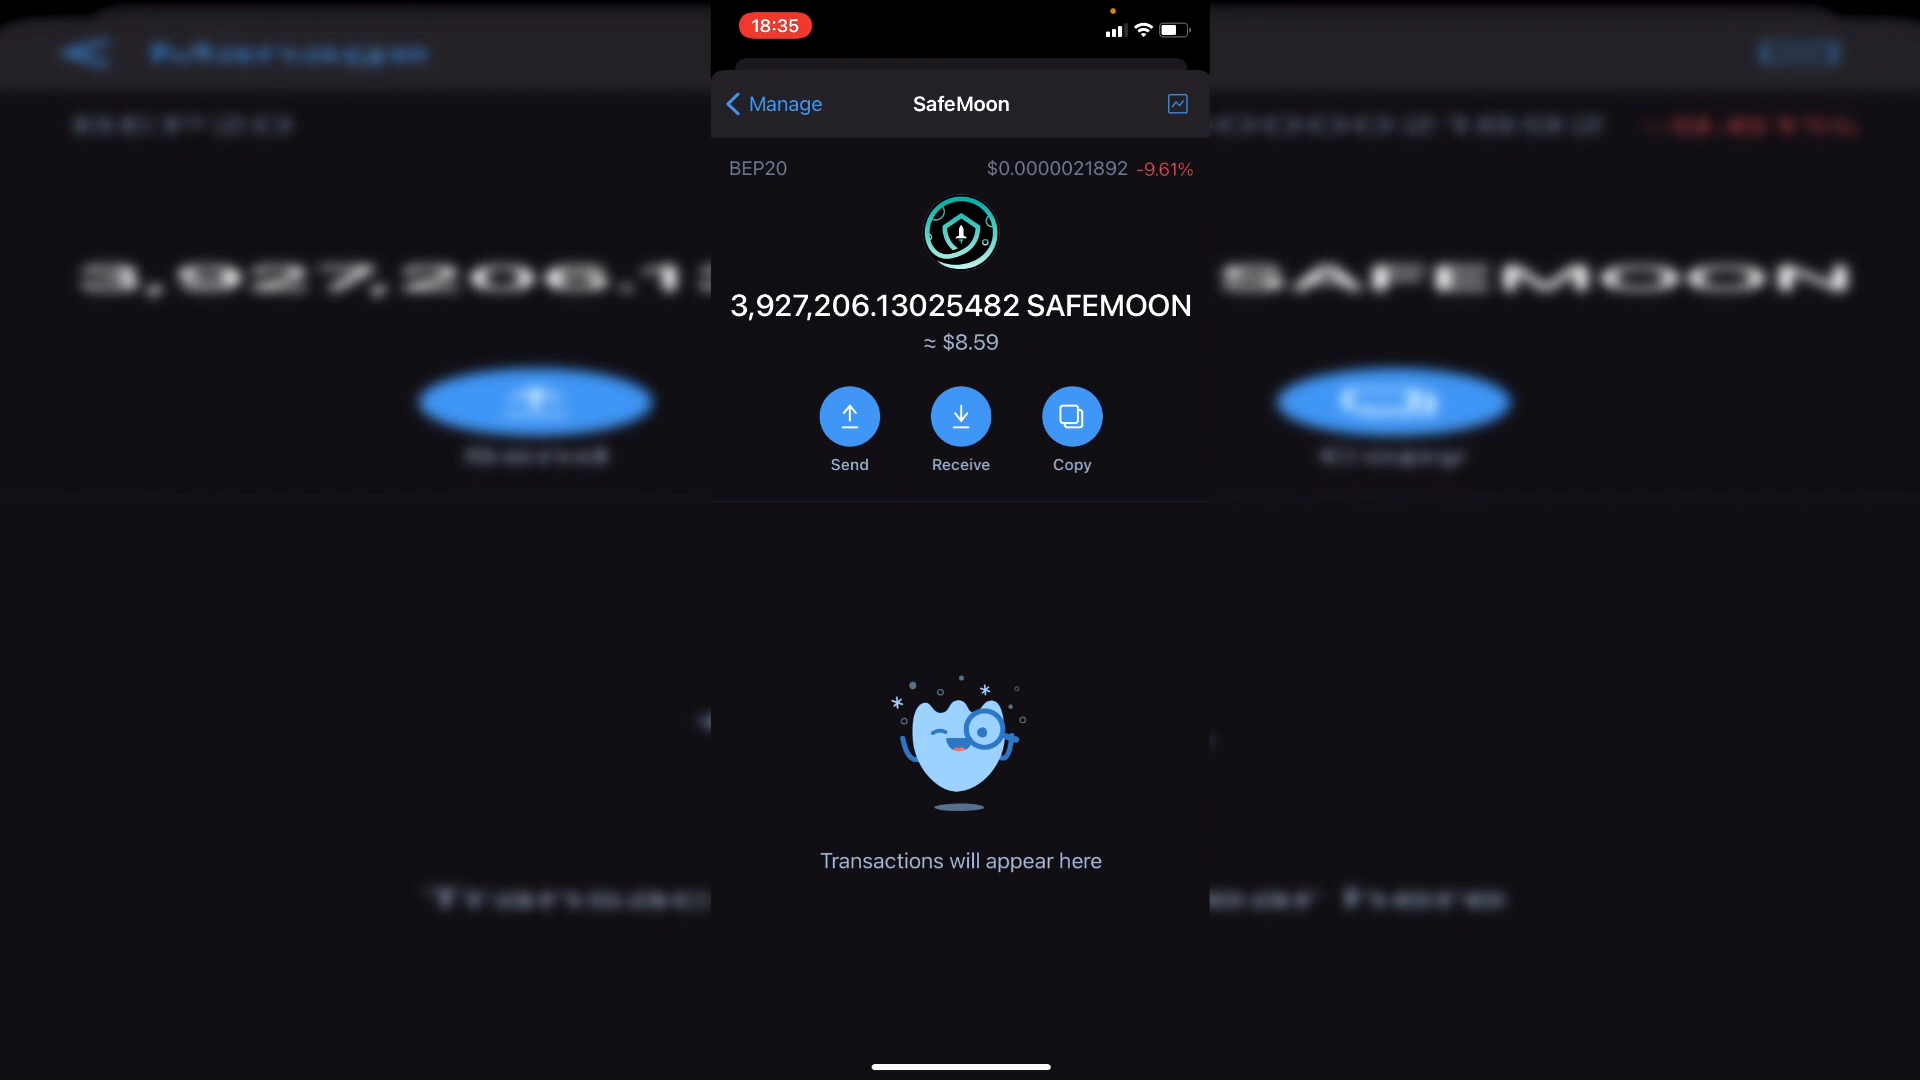 18:35
Manage
SafeMoon
BEP20
$0.0000021892 -9.61%
3,927,206.13025482 SAFEMOON
≈ $8.59
Send
Receive
Copy
Transactions will appear here